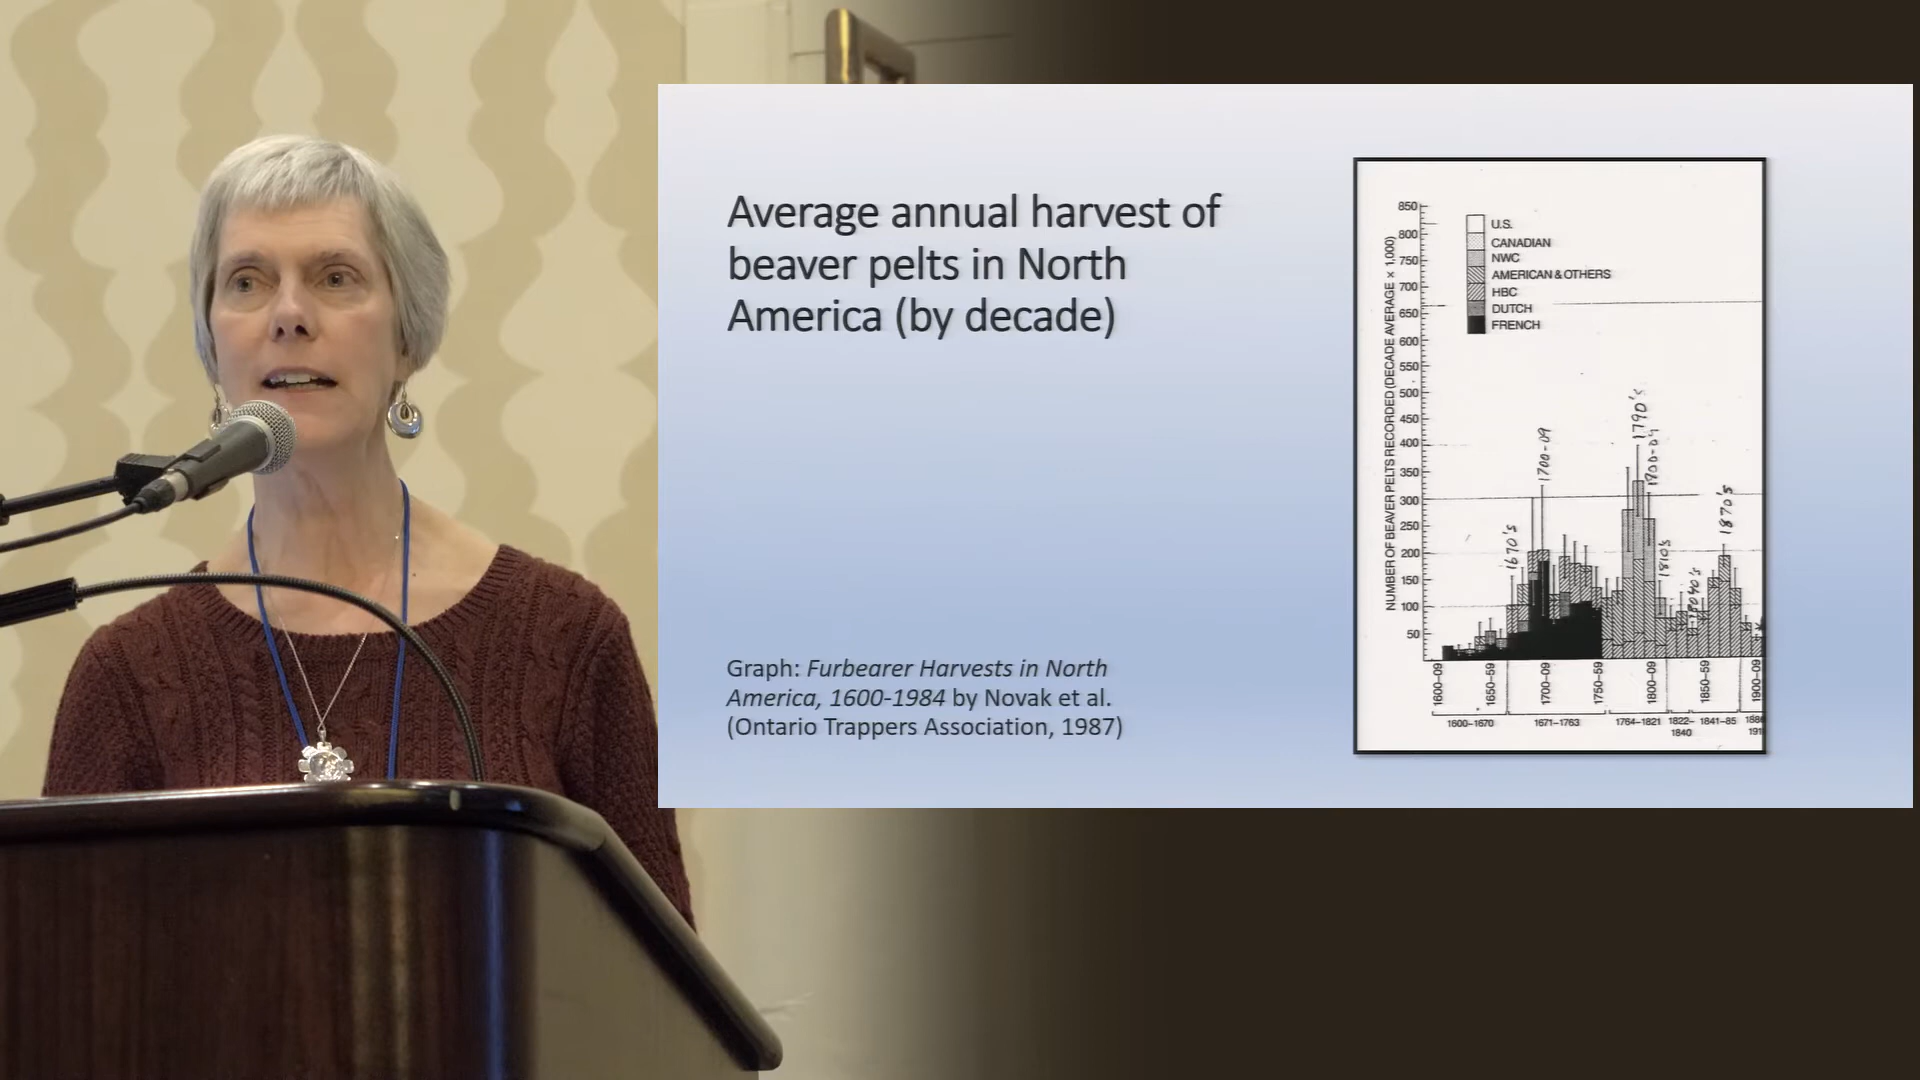 Average annual harvest of
beaver pelts in North
America (by decade)
Graph: Furbearer Harvests in North
America, 1600-1984 by Novak et al.
(Ontario Trappers Association, 1987)
NUMBER OF BEAVER PELTS RECORDED (DECADE AVERAGE × 1,000)
850
800
750
700
650
600
550
500
450
400
350
300
250
200
150
100
50
U.S.
CANADIAN
NWC
AMERICAN & OTHERS
HBC
DUTCH
FRENCH
1670's
1700-09
1790's
1810's
1870's
1600-09
1650-59
1700-09
1750-59
1800-09
1850-59
1900-09
1600-1670
1671-1763
1764-1821
1822-
1840
1841-85